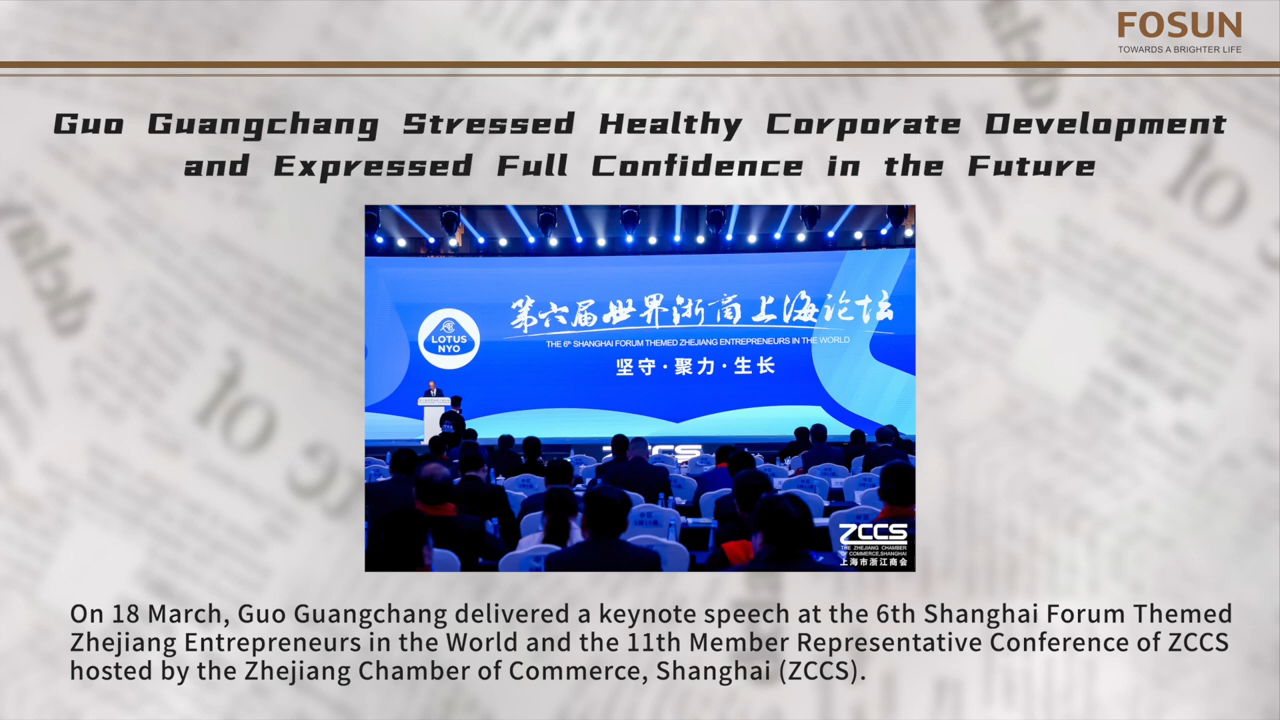 FOSUN
TOWARDS A BRIGHTER LIFE
Guo Guangchang Stressed Healthy Corporate Development
and Expressed Full Confidence in the Future
第六届世界浙商上海论坛
THE 6th SHANGHAI FORUM THEMED ZHEJIANG ENTREPRENEURS IN THE WORLD
LOTUS
NYO
坚守·聚力·生长
ZCCS
THE ZHEJIANG CHAMBER
OF COMMERCE,SHANGHAI
上海市浙江商会
On 18 March, Guo Guangchang delivered a keynote speech at the 6th Shanghai Forum Themed
Zhejiang Entrepreneurs in the World and the 11th Member Representative Conference of ZCCS
hosted by the Zhejiang Chamber of Commerce, Shanghai (ZCCS).